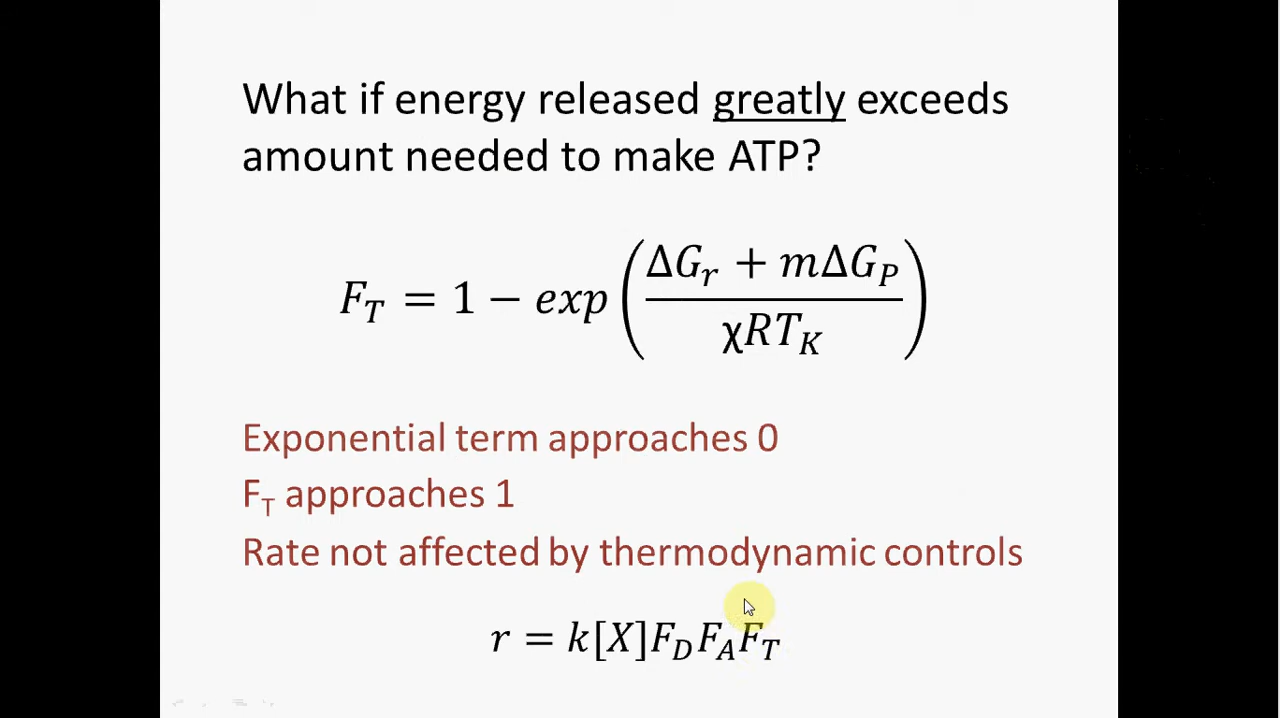 What if energy released greatly exceeds
amount needed to make ATP?
F_T = 1 − exp((ΔG_r + mΔG_P) / (χRT_K))
Exponential term approaches 0
F_T approaches 1
Rate not affected by thermodynamic controls
r = k[X]F_D F_A F_T